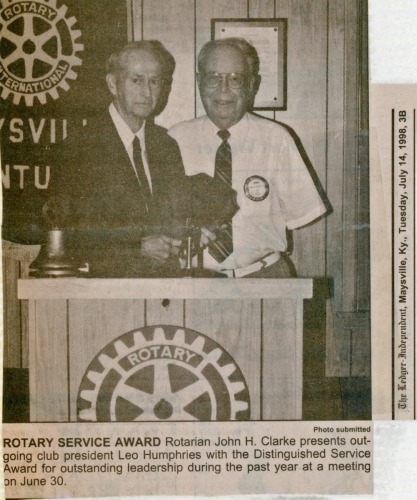 ROTARY
INTERNATIONAL
AYSVIL
NTU
ROTARY
Photo submitted
ROTARY SERVICE AWARD Rotarian John H. Clarke presents out-
going club president Leo Humphries with the Distinguished Service
Award for outstanding leadership during the past year at a meeting
on June 30.
The Ledger-Independent, Maysville, Ky., Tuesday, July 14, 1998, 3B